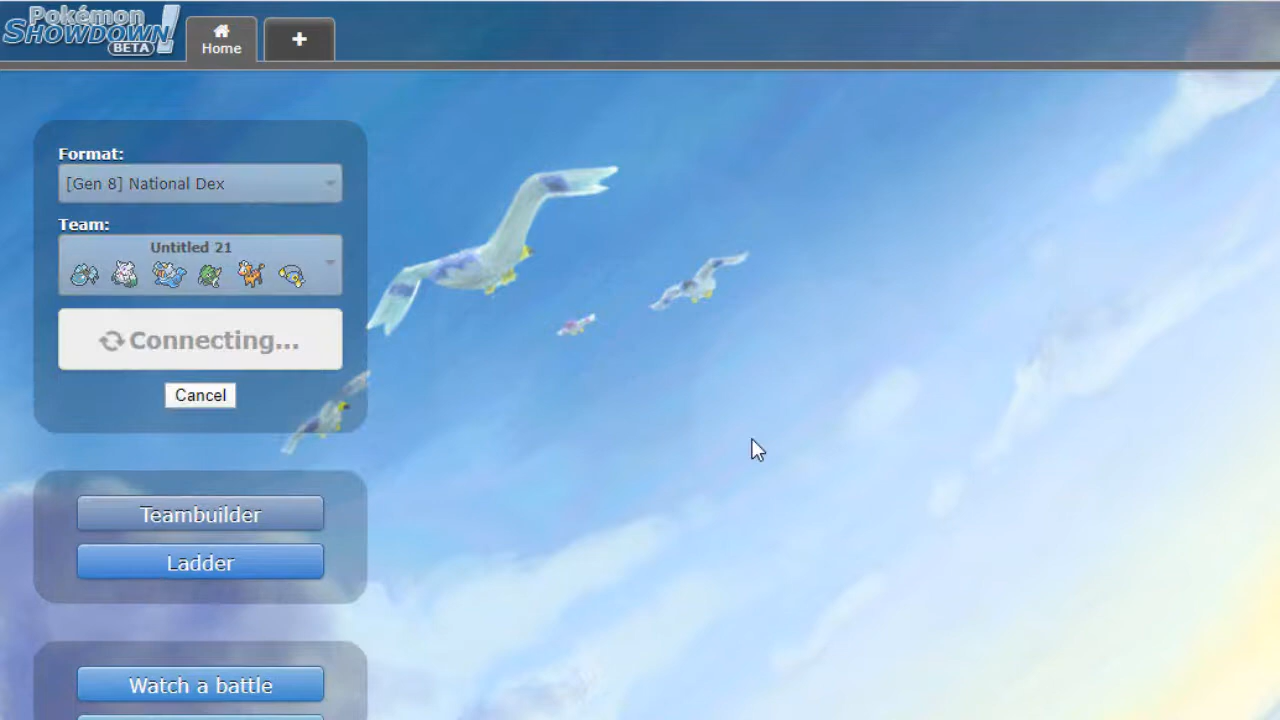 Pokémon
SHOWDOWN!
BETA
Home
+
Format:
[Gen 8] National Dex
Team:
Untitled 21
Connecting...
Cancel
Teambuilder
Ladder
Watch a battle